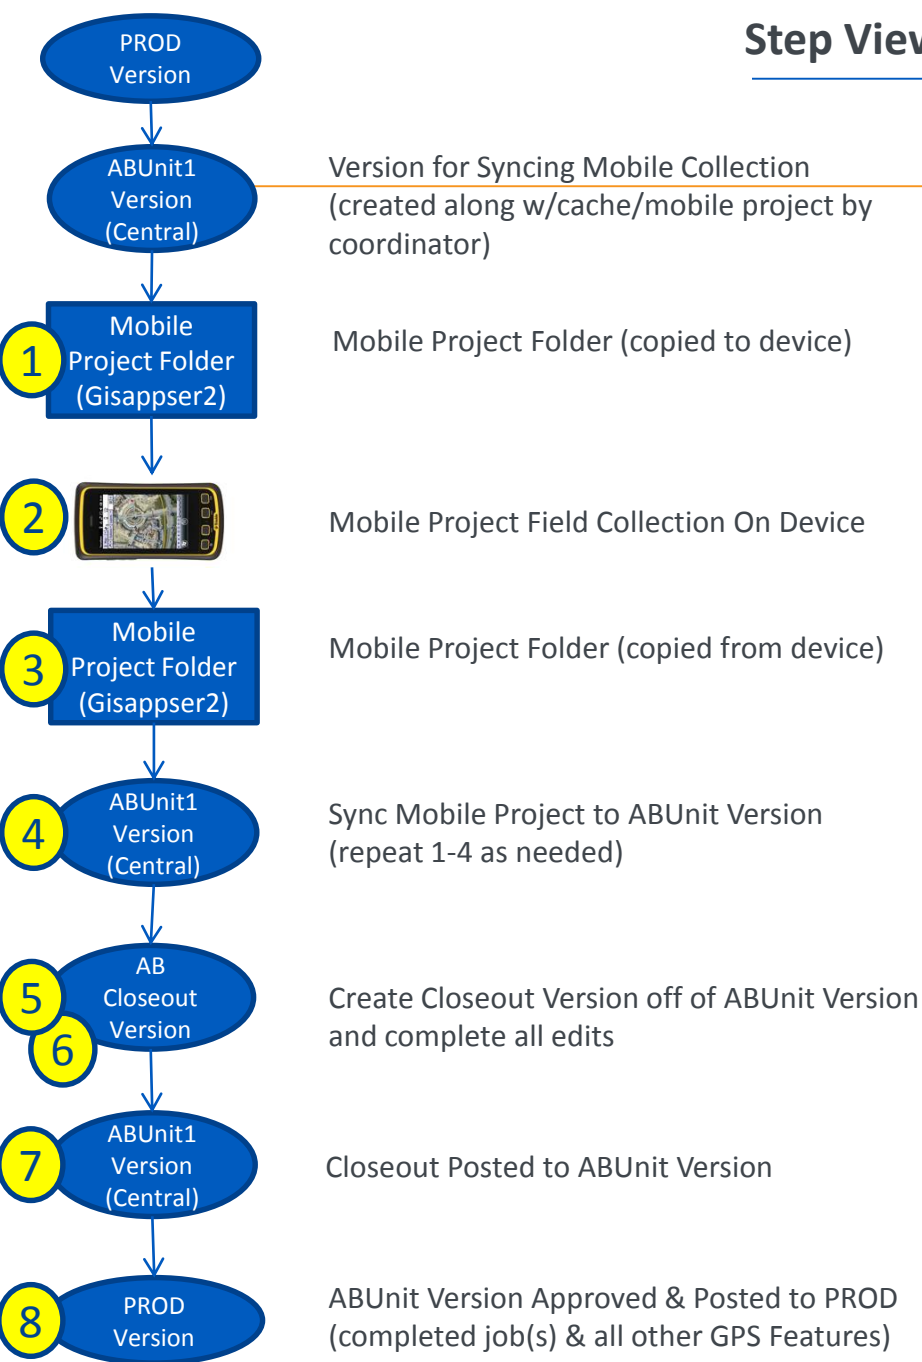 Step View
PROD
Version
ABUnit1
Version
(Central)
Version for Syncing Mobile Collection
(created along w/cache/mobile project by
coordinator)
1
Mobile
Project Folder
(Gisappser2)
Mobile Project Folder (copied to device)
2
Mobile Project Field Collection On Device
3
Mobile
Project Folder
(Gisappser2)
Mobile Project Folder (copied from device)
4
ABUnit1
Version
(Central)
Sync Mobile Project to ABUnit Version
(repeat 1-4 as needed)
5
6
AB
Closeout
Version
Create Closeout Version off of ABUnit Version
and complete all edits
7
ABUnit1
Version
(Central)
Closeout Posted to ABUnit Version
8
PROD
Version
ABUnit Version Approved & Posted to PROD
(completed job(s) & all other GPS Features)